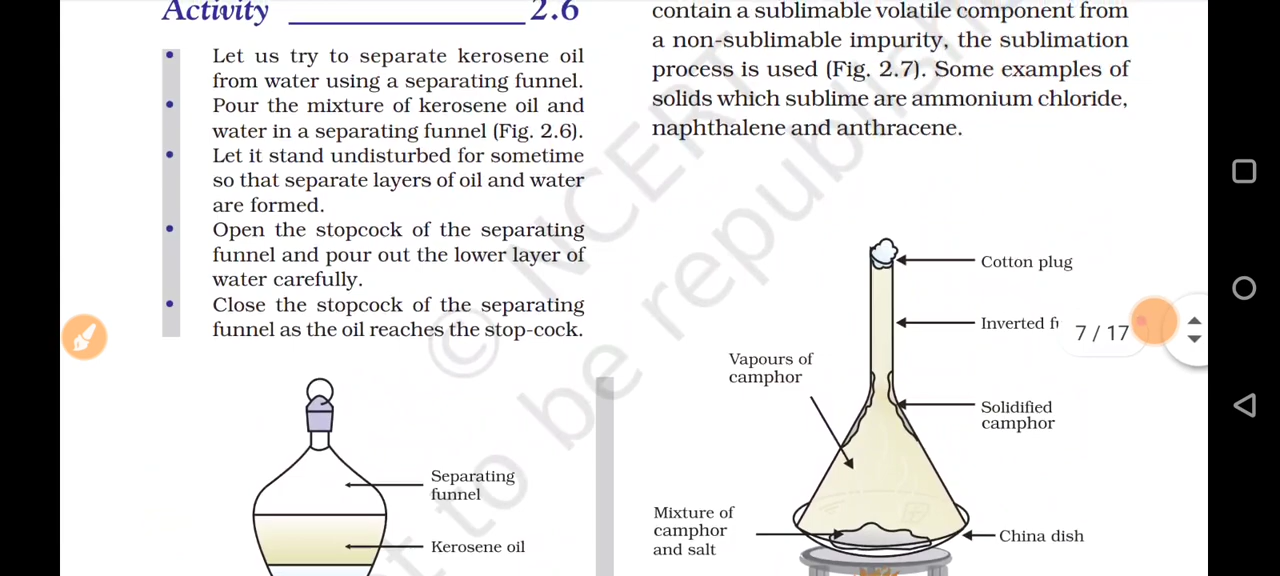 Activity 2.6
• Let us try to separate kerosene oil
from water using a separating funnel.
• Pour the mixture of kerosene oil and
water in a separating funnel (Fig. 2.6).
• Let it stand undisturbed for sometime
so that separate layers of oil and water
are formed.
• Open the stopcock of the separating
funnel and pour out the lower layer of
water carefully.
• Close the stopcock of the separating
funnel as the oil reaches the stop-cock.
Separating
funnel
Kerosene oil
contain a sublimable volatile component from
a non-sublimable impurity, the sublimation
process is used (Fig. 2.7). Some examples of
solids which sublime are ammonium chloride,
naphthalene and anthracene.
Cotton plug
Inverted
7 / 17
Vapours of
camphor
Solidified
camphor
Mixture of
camphor
and salt
China dish
© NCERT
not to be republished